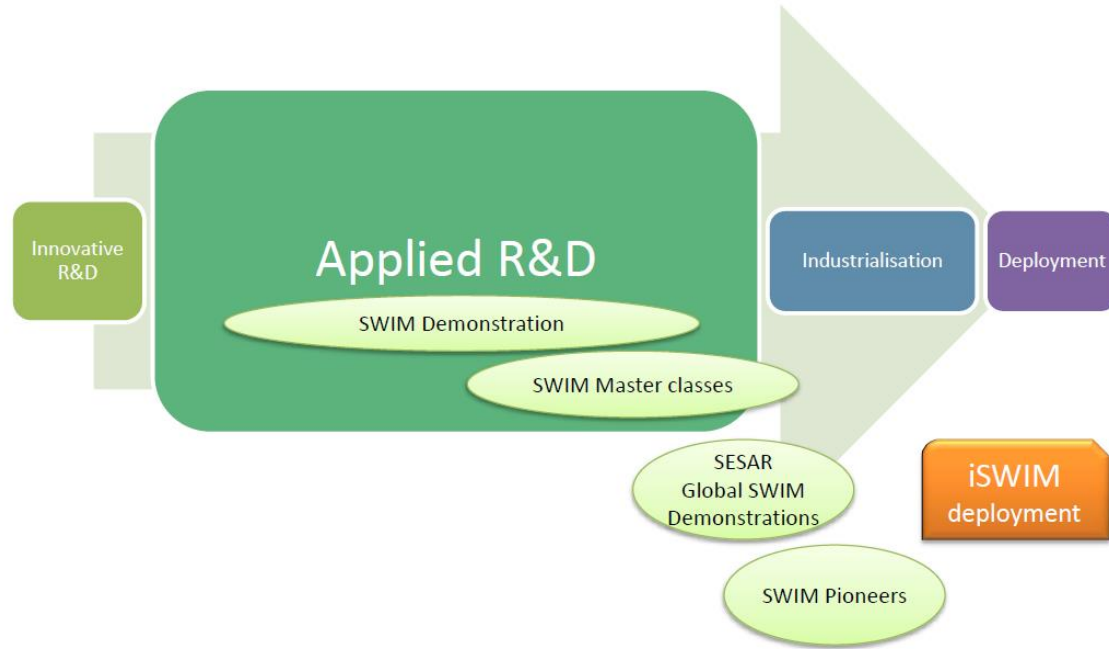 Innovative
R&D
Applied R&D
Industrialisation
Deployment
SWIM Demonstration
SWIM Master classes
SESAR
Global SWIM
Demonstrations
iSWIM
deployment
SWIM Pioneers